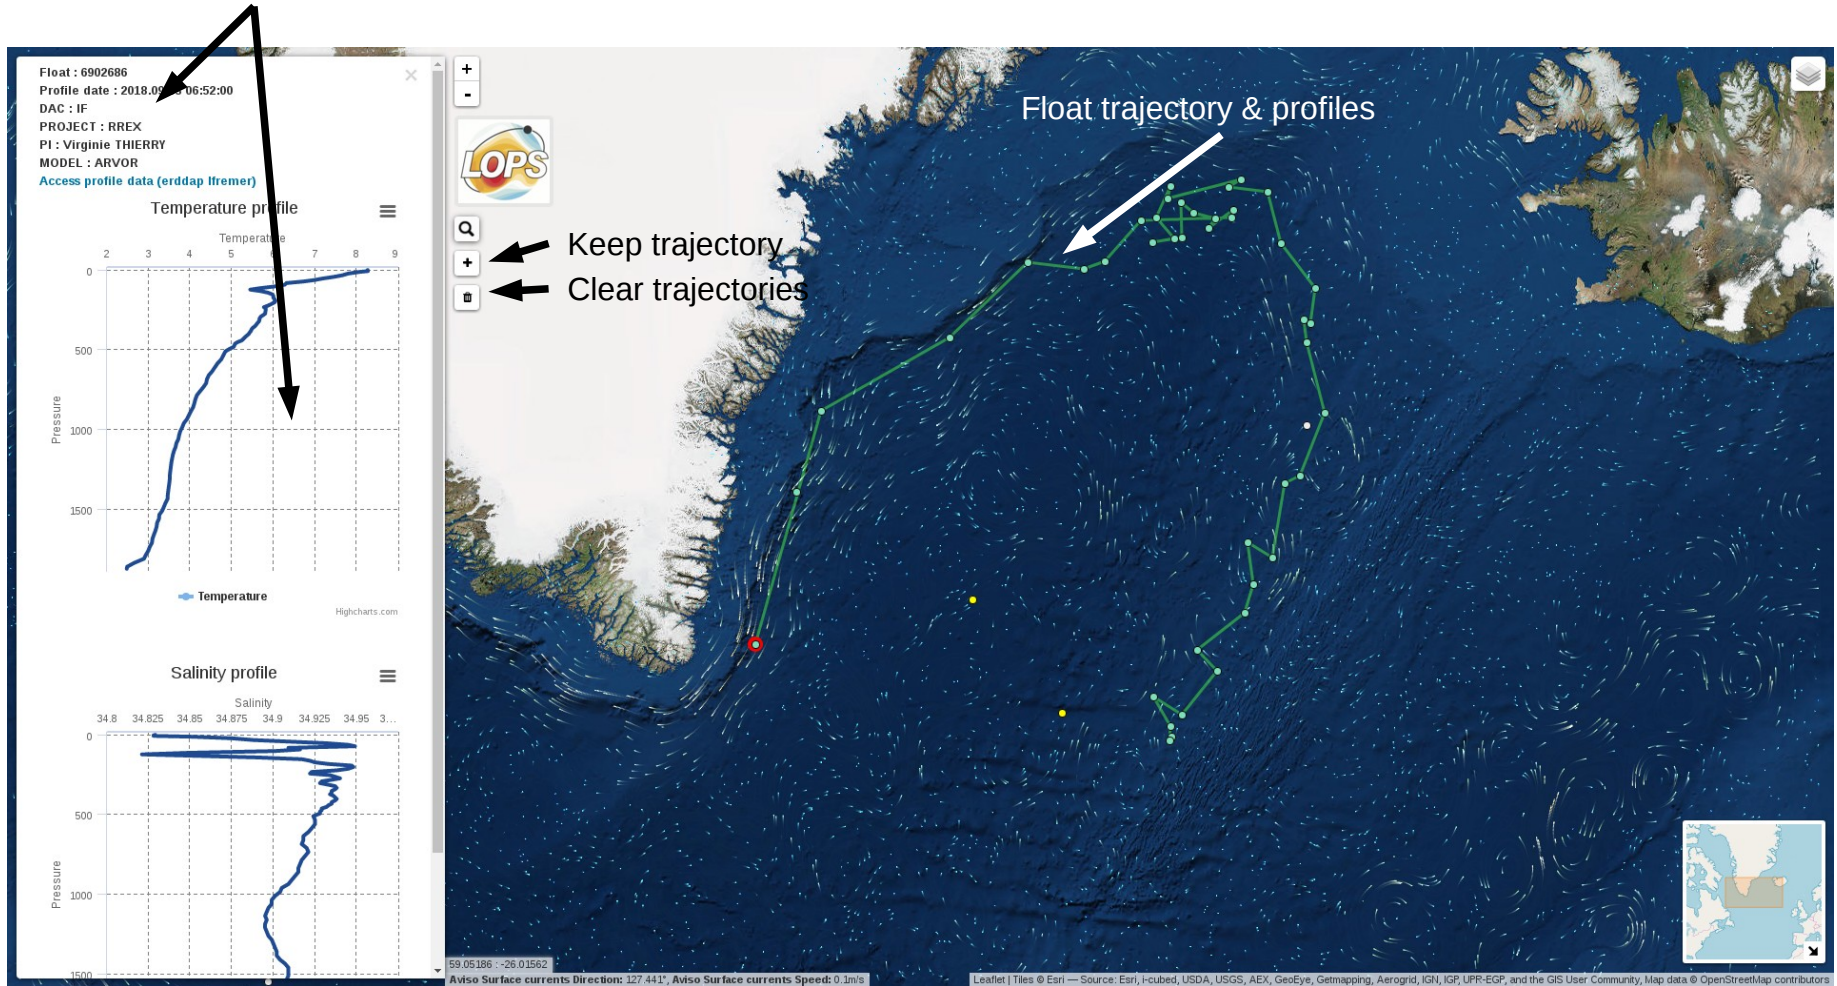 Float : 6902686
Profile date : 2018.09 06:52:00
DAC : IF
PROJECT : RREX
PI : Virginie THIERRY
MODEL : ARVOR
Access profile data (erddap Ifremer)
Temperature profile
Temperature
2 3 4 5 6 7 8 9
0
500
1000
1500
Pressure
Temperature
Highcharts.com
Salinity profile
Salinity
34.8 34.825 34.85 34.875 34.9 34.925 34.95 3...
0
500
1000
1500
Pressure
+
-
LOPS
+
Keep trajectory
Clear trajectories
Float trajectory & profiles
59.05186 : -26.01562
Aviso Surface currents Direction: 127.441°, Aviso Surface currents Speed: 0.1m/s
Leaflet | Tiles © Esri — Source: Esri, i-cubed, USDA, USGS, AEX, GeoEye, Getmapping, Aerogrid, IGN, IGP, UPR-EGP, and the GIS User Community, Map data © OpenStreetMap contributors